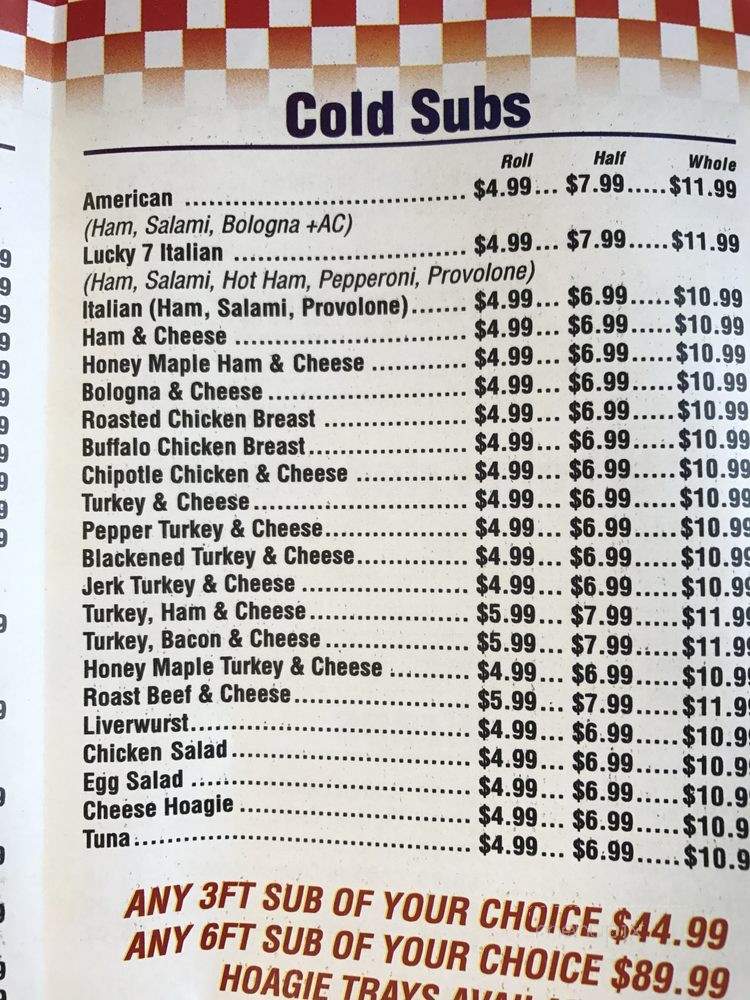 Cold Subs
Roll Half Whole
American ................................ $4.99... $7.99.....$11.99
(Ham, Salami, Bologna +AC)
Lucky 7 Italian .......................... $4.99... $7.99.....$11.99
(Ham, Salami, Hot Ham, Pepperoni, Provolone)
Italian (Ham, Salami, Provolone)....... $4.99... $6.99.....$10.99
Ham & Cheese .......................... $4.99... $6.99.....$10.99
Honey Maple Ham & Cheese ........... $4.99... $6.99.....$10.99
Bologna & Cheese....................... $4.99... $6.99.....$10.99
Roasted Chicken Breast ................ $4.99... $6.99.....$10.99
Buffalo Chicken Breast.................. $4.99... $6.99.....$10.99
Chipotle Chicken & Cheese ............. $4.99... $6.99.....$10.99
Turkey & Cheese......................... $4.99... $6.99.....$10.99
Pepper Turkey & Cheese................ $4.99... $6.99.....$10.99
Blackened Turkey & Cheese............. $4.99... $6.99.....$10.99
Jerk Turkey & Cheese ................... $4.99... $6.99.....$10.99
Turkey, Ham & Cheese................... $5.99... $7.99.....$11.99
Turkey, Bacon & Cheese ................ $5.99... $7.99.....$11.9
Honey Maple Turkey & Cheese .......... $4.99... $6.99.....$10.9
Roast Beef & Cheese.................... $5.99... $7.99.....$11.9
Liverwurst................................ $4.99... $6.99.....$10.9
Chicken Salad........................... $4.99... $6.99.....$10.9
Egg Salad ................................ $4.99... $6.99.....$10.9
Cheese Hoagie .......................... $4.99... $6.99.....$10.9
Tuna....................................... $4.99... $6.99.....$10.9
ANY 3FT SUB OF YOUR CHOICE $44.99
ANY 6FT SUB OF YOUR CHOICE $89.99
HOAGIE TRAYS